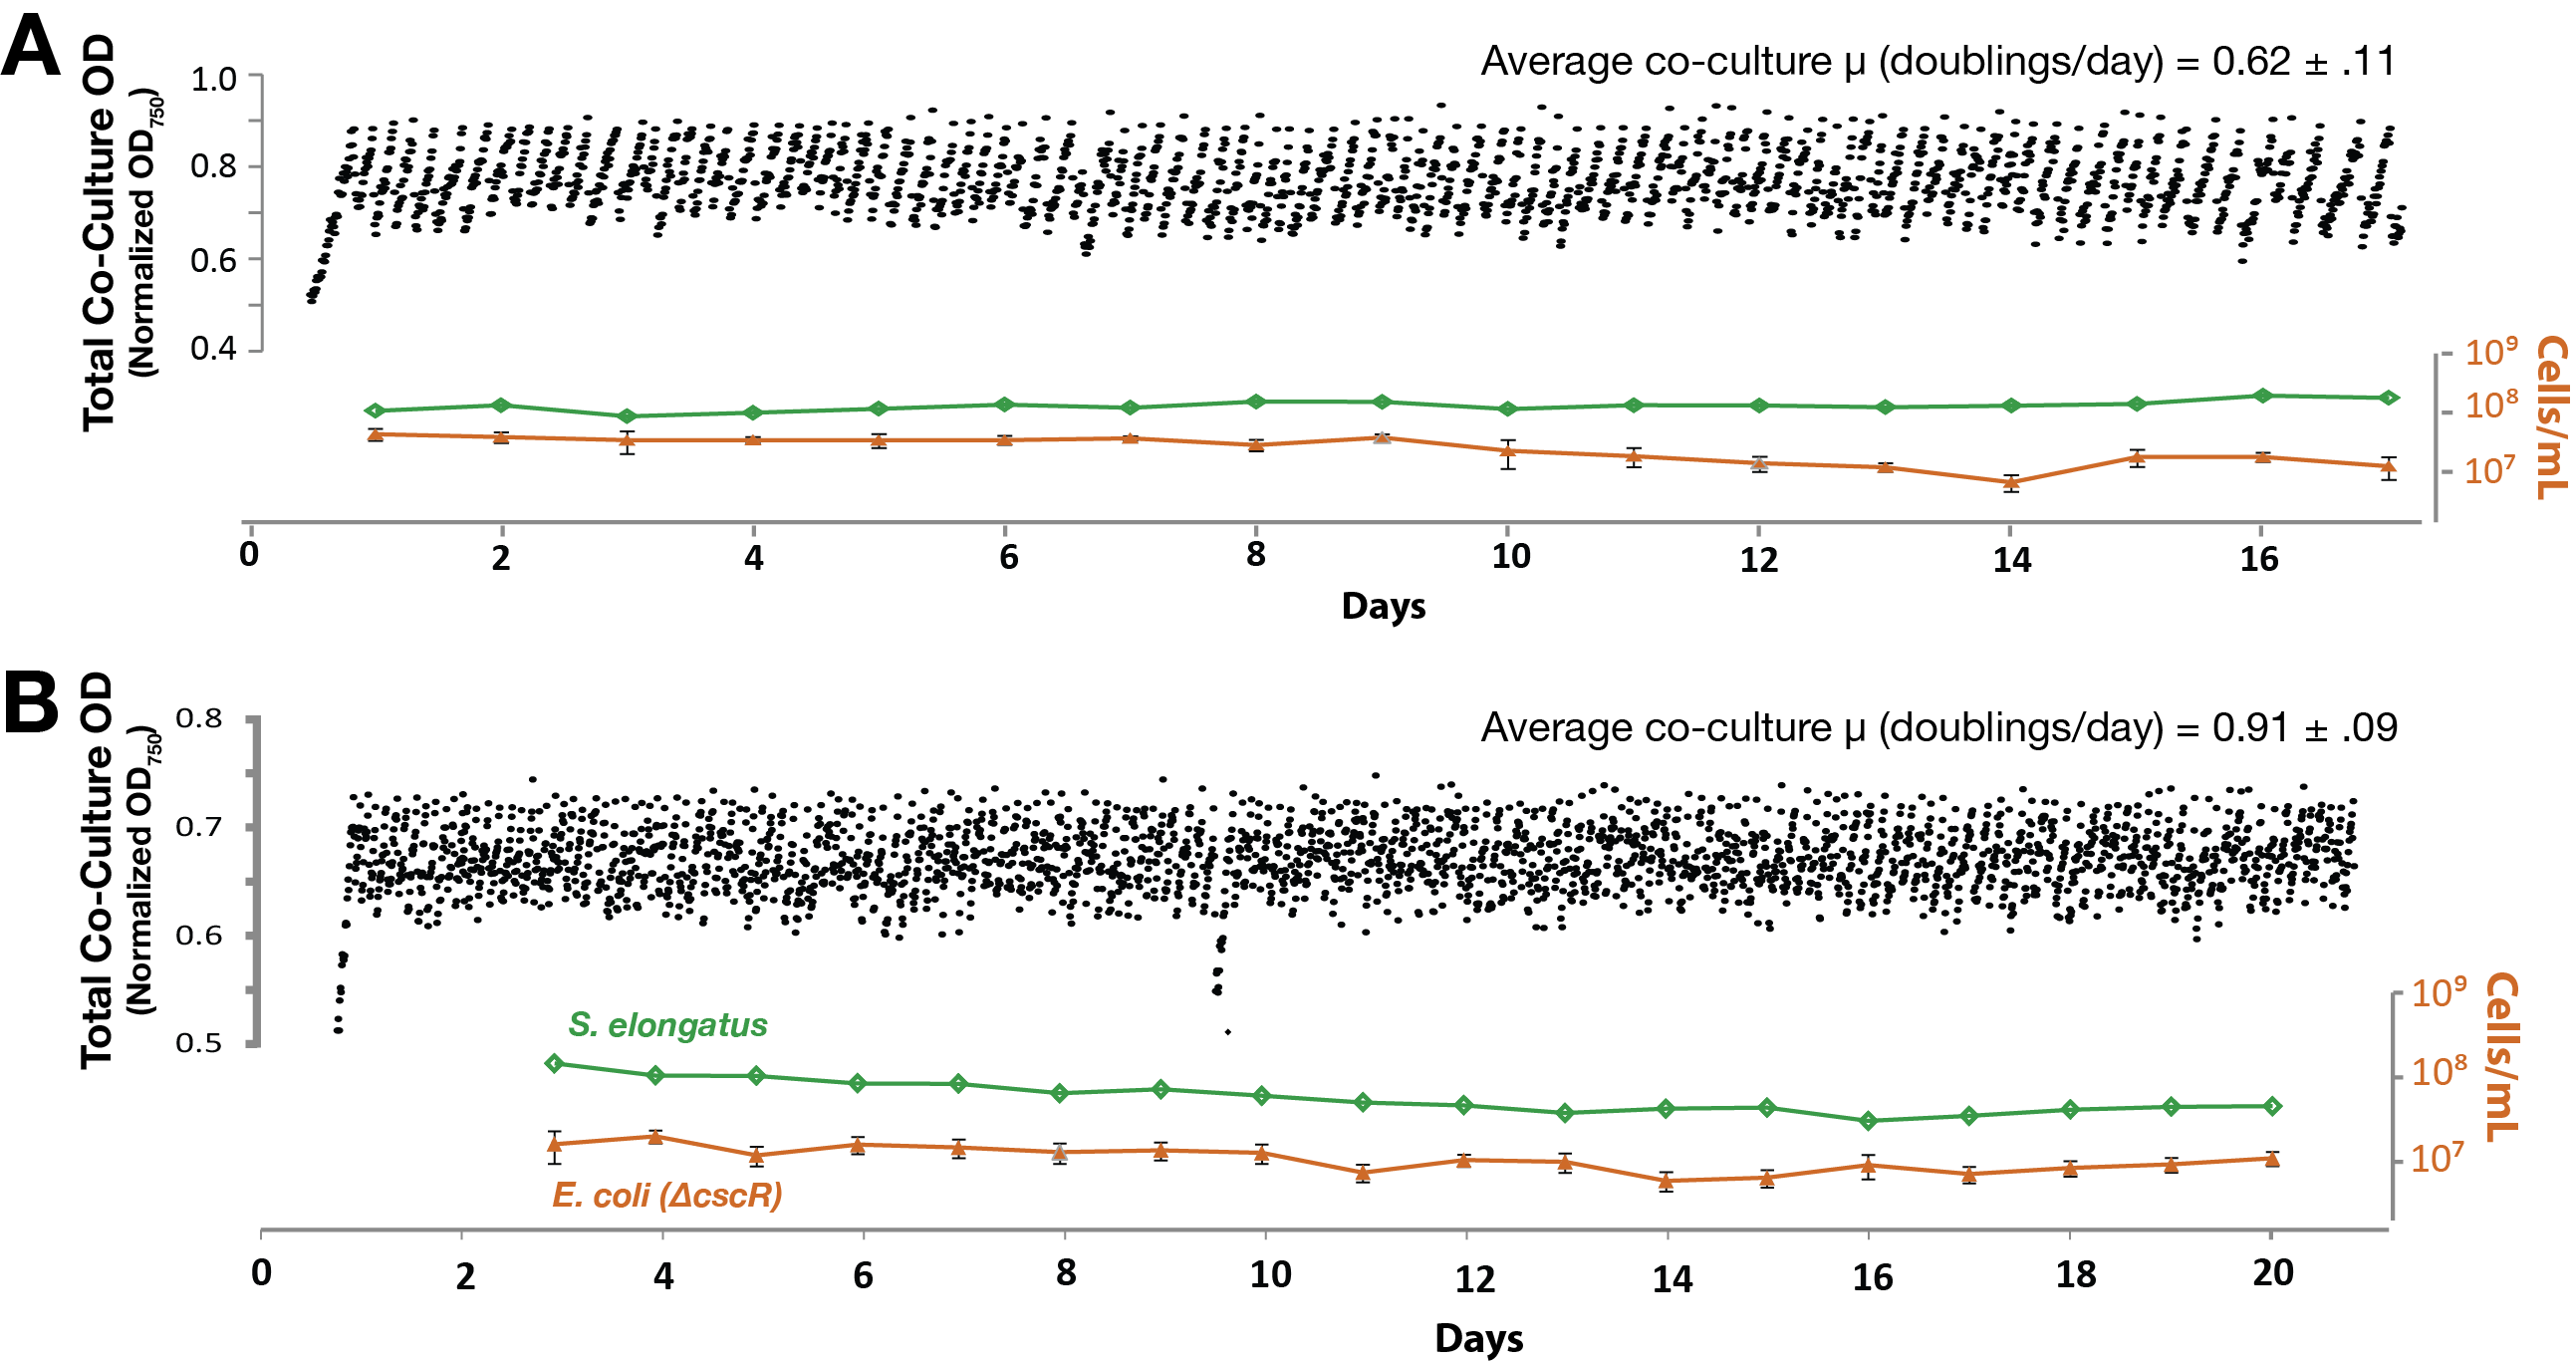 A
Total Co-Culture OD
(Normalized OD750)
Average co-culture µ (doublings/day) = 0.62 ± .11
1.0
0.8
0.6
0.4
10⁹
10⁸
10⁷
Cells/mL
0 2 4 6 8 10 12 14 16
Days
B
Total Co-Culture OD
(Normalized OD750)
Average co-culture µ (doublings/day) = 0.91 ± .09
0.8
0.7
0.6
0.5
S. elongatus
E. coli (ΔcscR)
10⁹
10⁸
10⁷
Cells/mL
0 2 4 6 8 10 12 14 16 18 20
Days